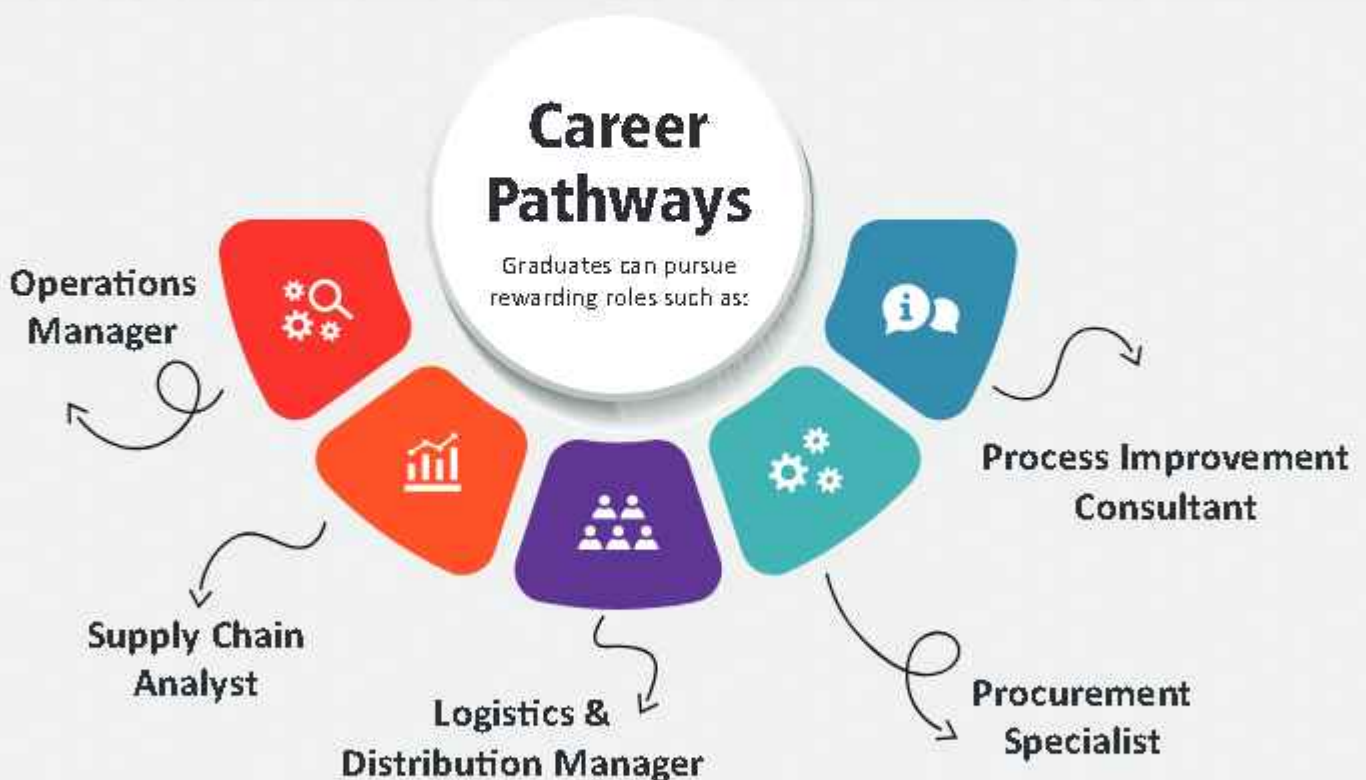 Career
Pathways
Graduates can pursue
rewarding roles such as:
Operations
Manager
Supply Chain
Analyst
Logistics &
Distribution Manager
Procurement
Specialist
Process Improvement
Consultant